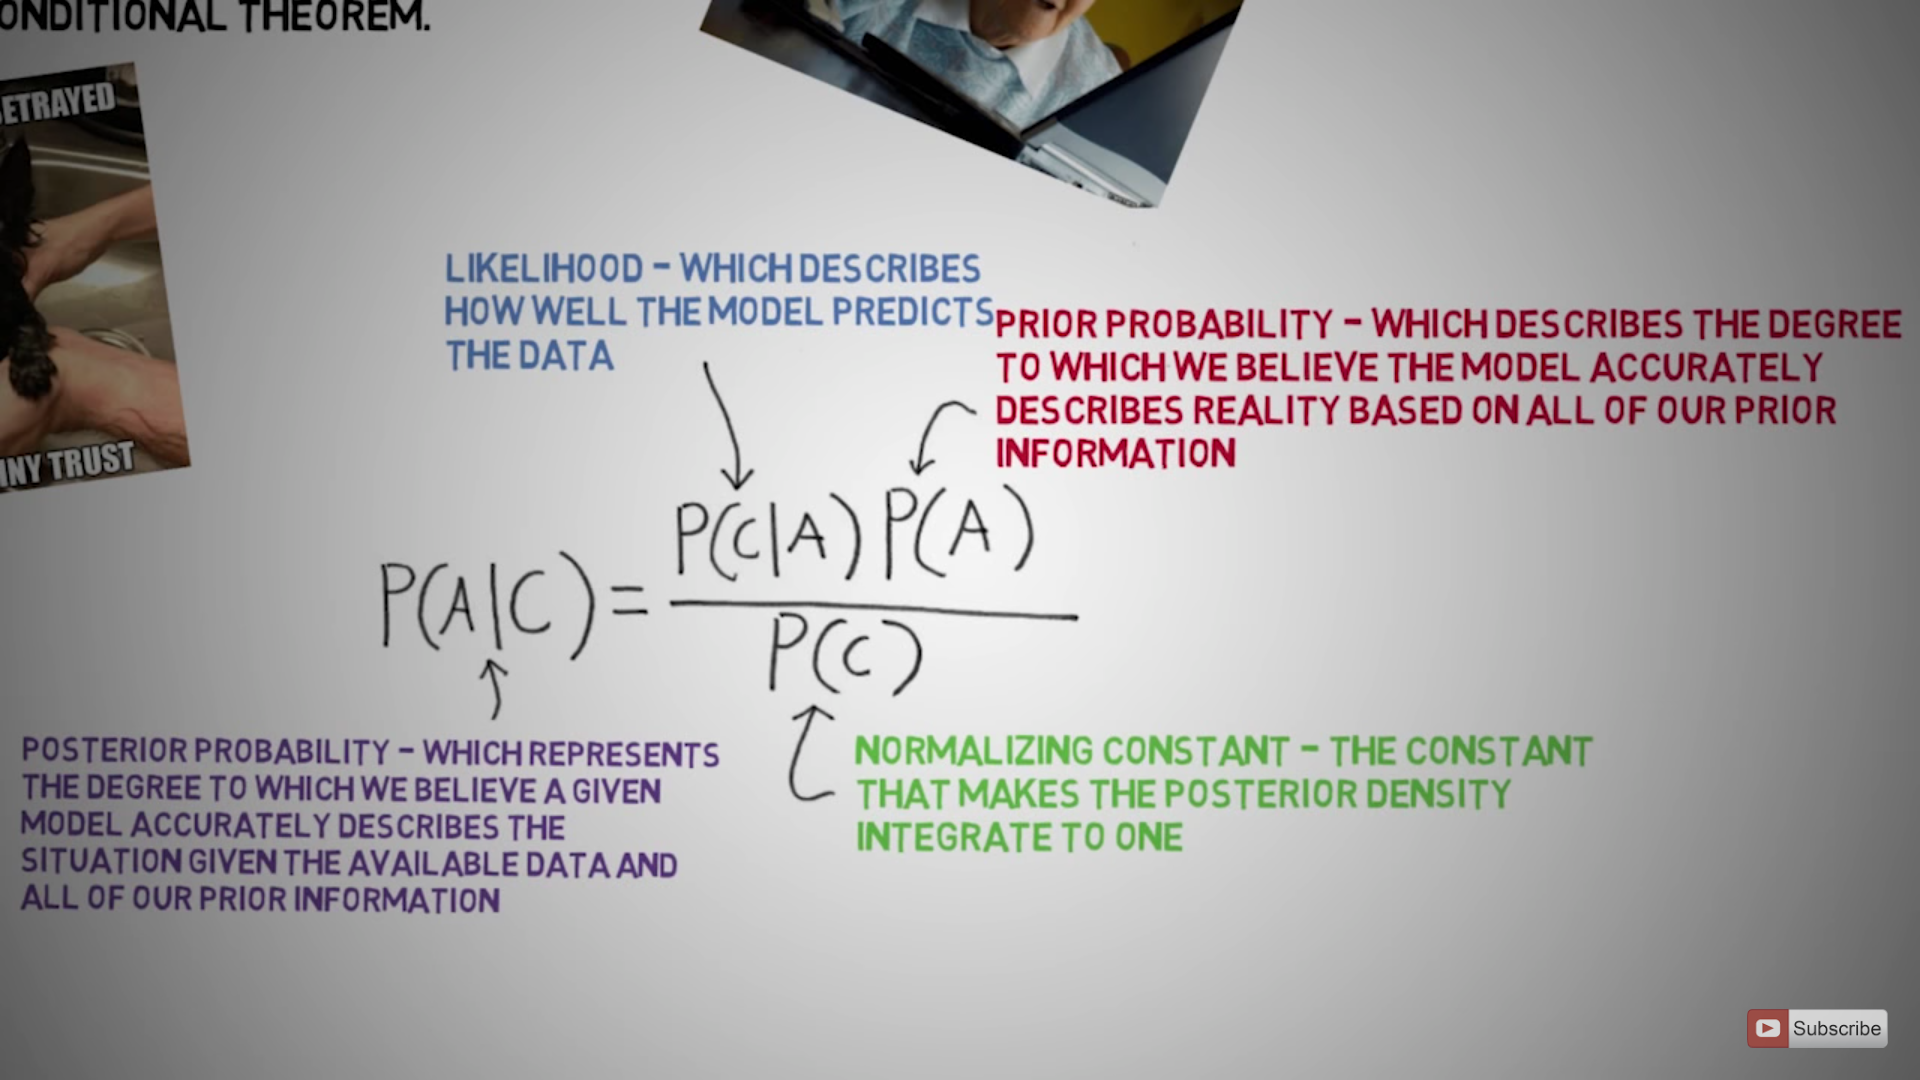 ONDITIONAL THEOREM.
ETRAYED
NY TRUST
LIKELIHOOD – WHICH DESCRIBES
HOW WELL THE MODEL PREDICTS
THE DATA
PRIOR PROBABILITY – WHICH DESCRIBES THE DEGREE
TO WHICH WE BELIEVE THE MODEL ACCURATELY
DESCRIBES REALITY BASED ON ALL OF OUR PRIOR
INFORMATION
P(C|A) P(A)
P(A|C) =
P(C)
POSTERIOR PROBABILITY – WHICH REPRESENTS
THE DEGREE TO WHICH WE BELIEVE A GIVEN
MODEL ACCURATELY DESCRIBES THE
SITUATION GIVEN THE AVAILABLE DATA AND
ALL OF OUR PRIOR INFORMATION
NORMALIZING CONSTANT – THE CONSTANT
THAT MAKES THE POSTERIOR DENSITY
INTEGRATE TO ONE
Subscribe